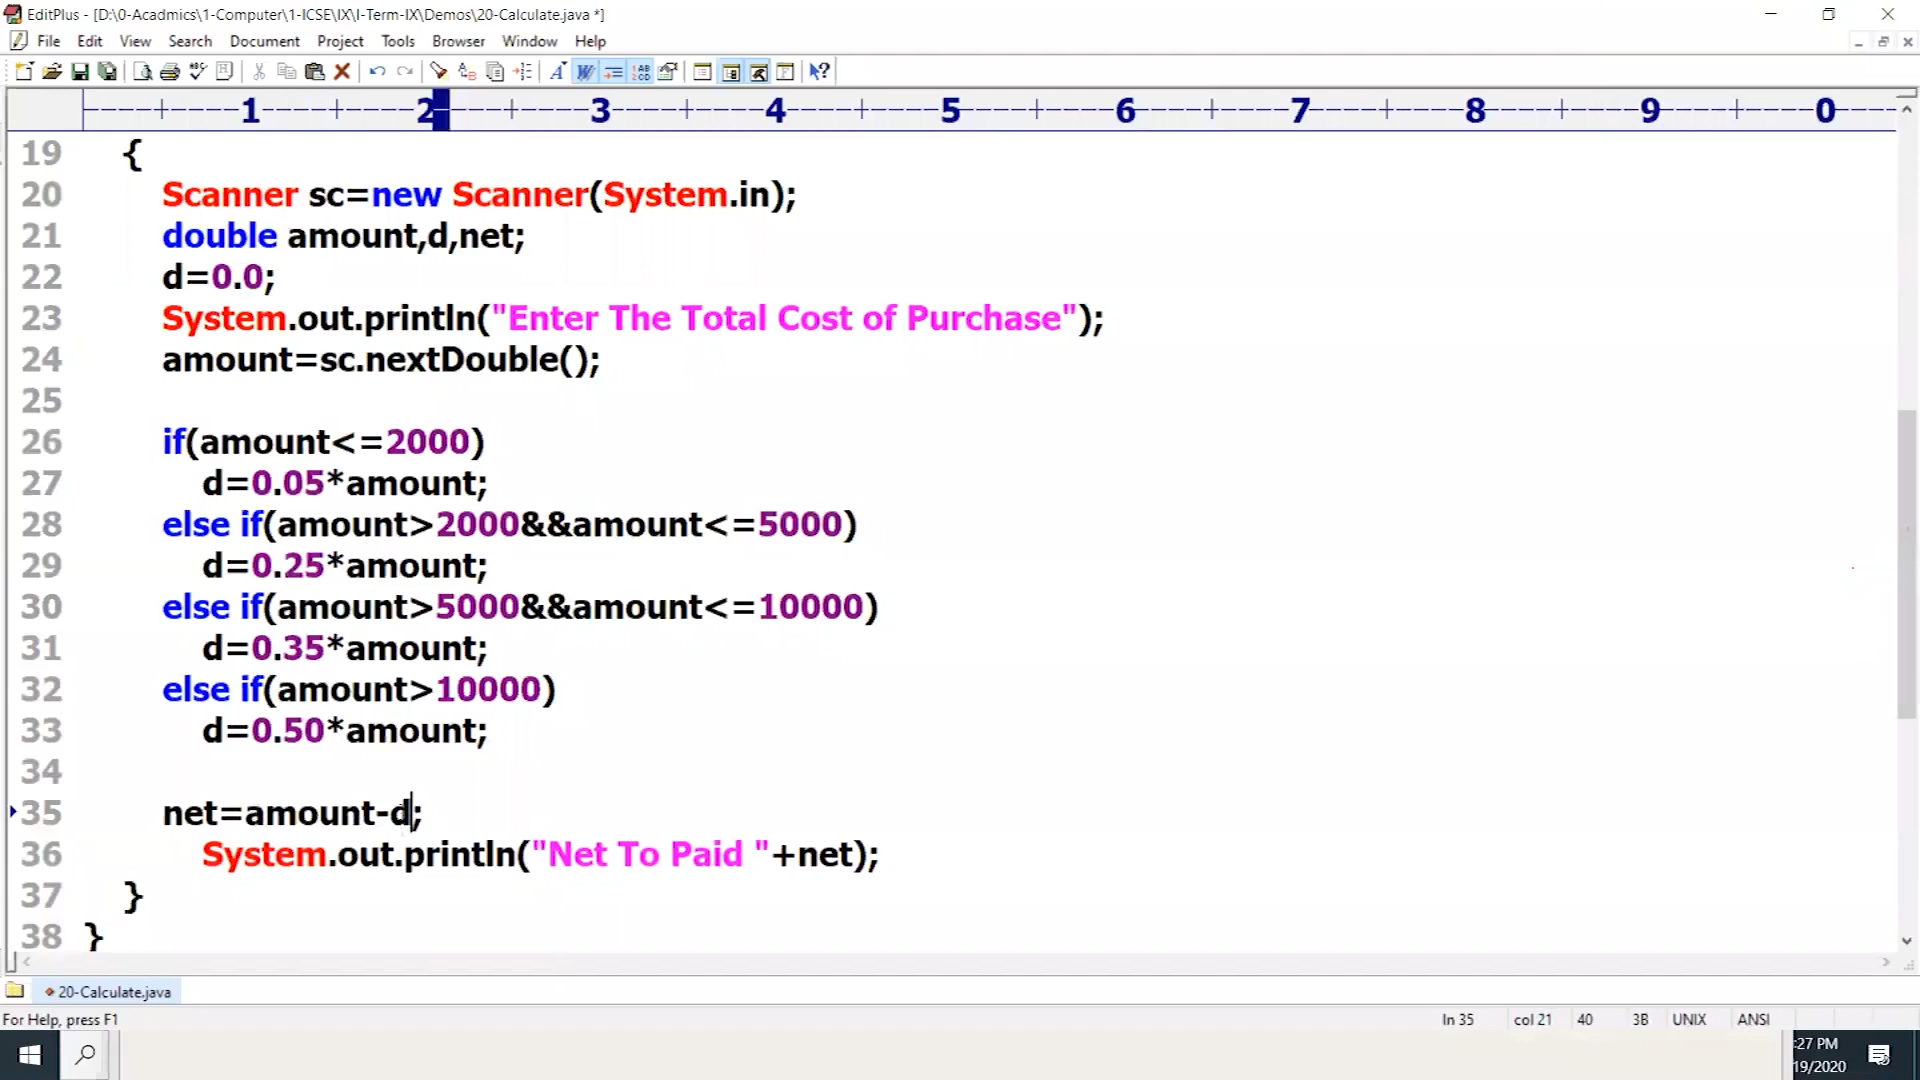 EditPlus - [D:\0-Acadmics\1-Computer\1-ICSE\IX\I-Term-IX\Demos\20-Calculate.java *]
File Edit View Search Document Project Tools Browser Window Help
1 2 3 4 5 6 7 8 9 0
19 {
20 Scanner sc=new Scanner(System.in);
21 double amount,d,net;
22 d=0.0;
23 System.out.println("Enter The Total Cost of Purchase");
24 amount=sc.nextDouble();
25
26 if(amount<=2000)
27 d=0.05*amount;
28 else if(amount>2000&&amount<=5000)
29 d=0.25*amount;
30 else if(amount>5000&&amount<=10000)
31 d=0.35*amount;
32 else if(amount>10000)
33 d=0.50*amount;
34
35 net=amount-d;
36 System.out.println("Net To Paid "+net);
37 }
38 }
20-Calculate.java
For Help, press F1 ln 35 col 21 40 3B UNIX ANSI
:27 PM
19/2020